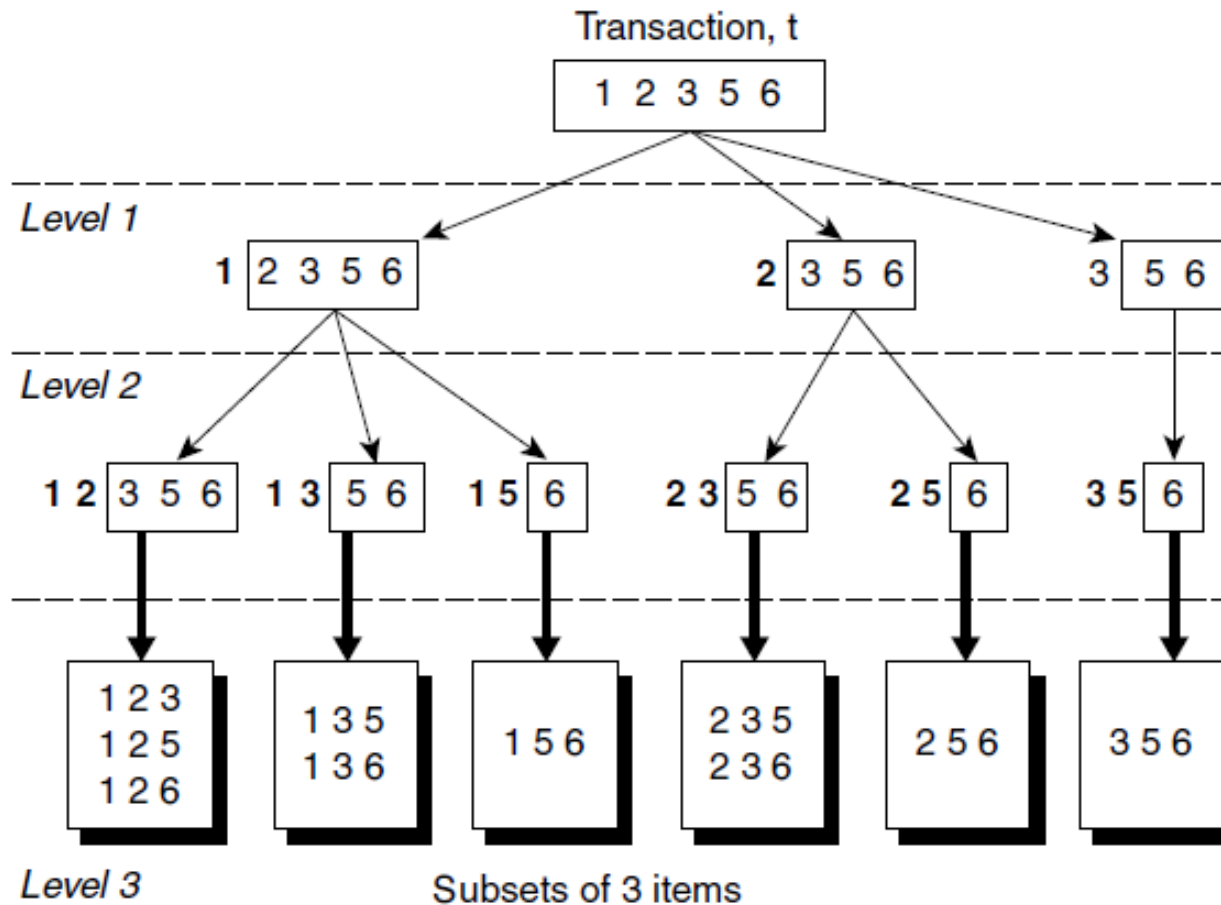 Transaction, t
1 2 3 5 6
Level 1
1 2 3 5 6
2 3 5 6
3 5 6
Level 2
1 2 3 5 6
1 3 5 6
1 5 6
2 3 5 6
2 5 6
3 5 6
1 2 3
1 2 5
1 2 6
1 3 5
1 3 6
1 5 6
2 3 5
2 3 6
2 5 6
3 5 6
Level 3
Subsets of 3 items